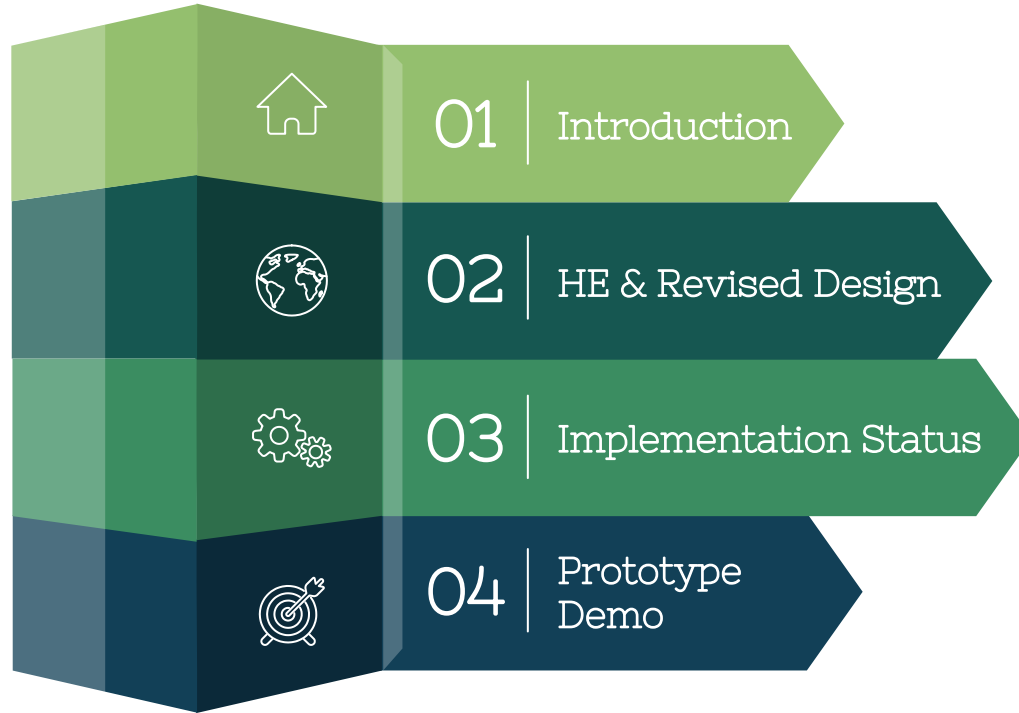 01 Introduction
02 HE & Revised Design
03 Implementation Status
04 Prototype
Demo